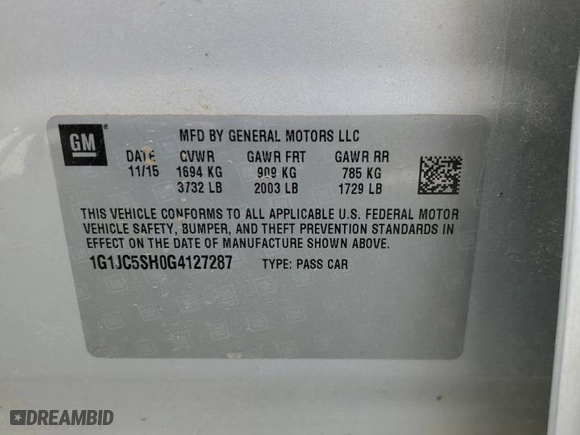 GM
MFD BY GENERAL MOTORS LLC
DATE GVWR GAWR FRT GAWR RR
11/15 1694 KG 909 KG 785 KG
3732 LB 2003 LB 1729 LB
THIS VEHICLE CONFORMS TO ALL APPLICABLE U.S. FEDERAL MOTOR
VEHICLE SAFETY, BUMPER, AND THEFT PREVENTION STANDARDS IN
EFFECT ON THE DATE OF MANUFACTURE SHOWN ABOVE.
1G1JC5SH0G4127287 TYPE: PASS CAR
DREAMBID